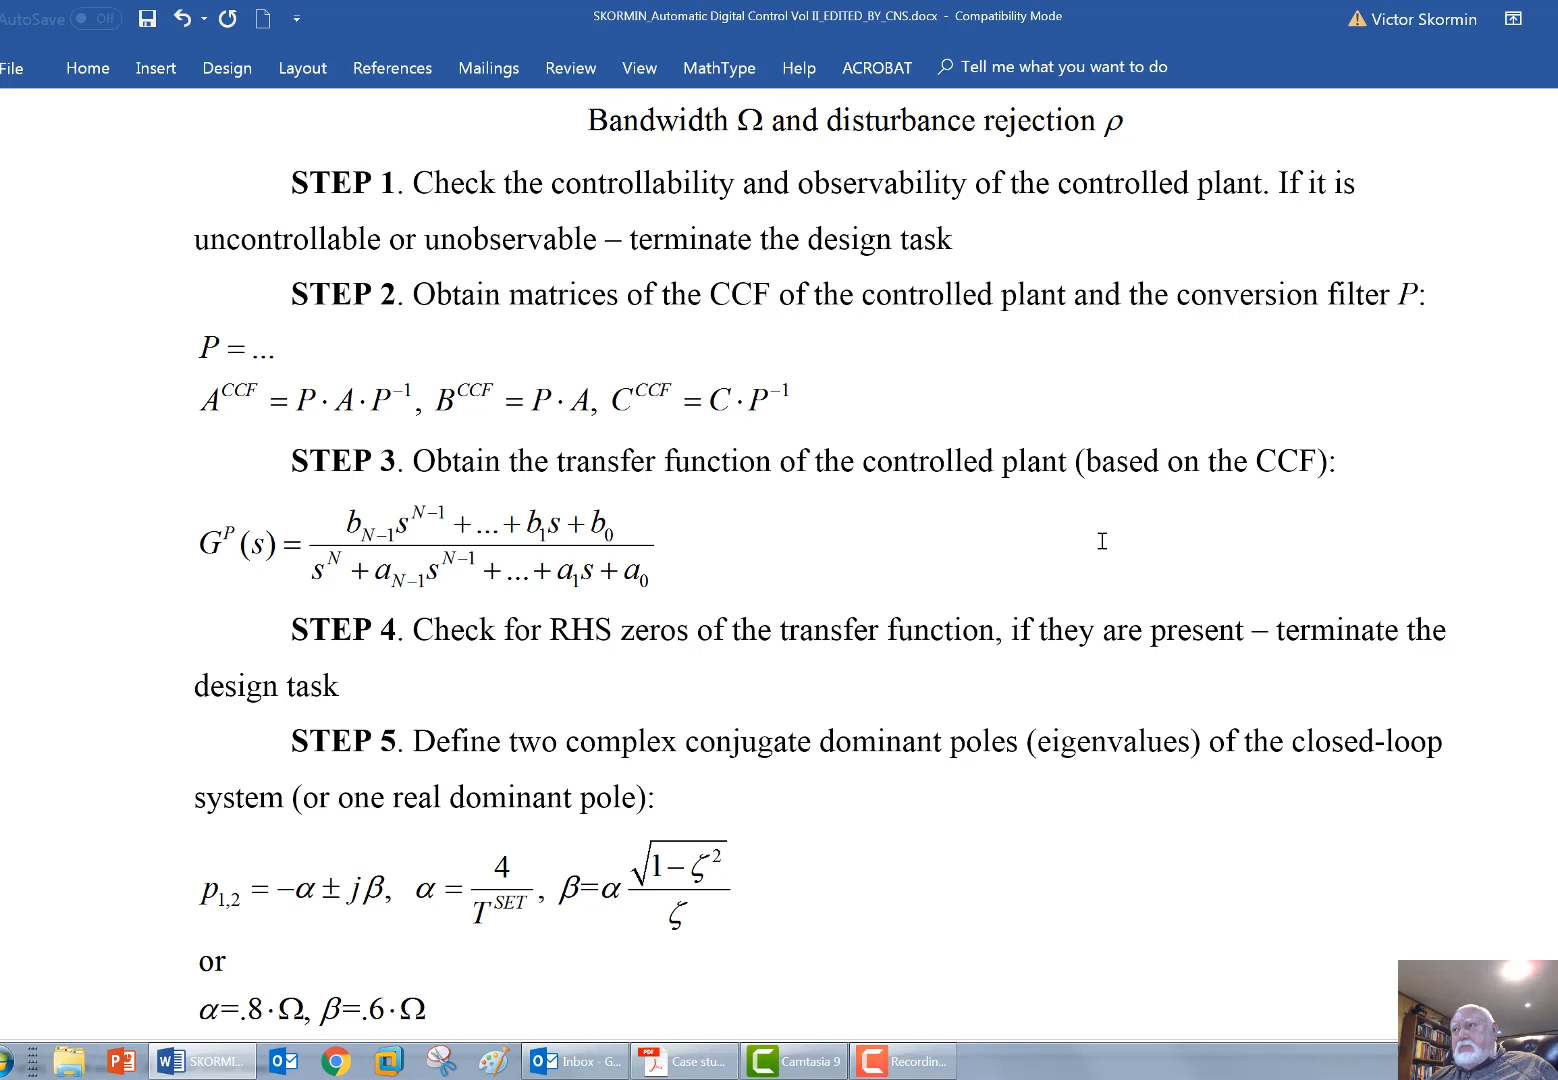 AutoSave Off
SKORMIN_Automatic Digital Control Vol II_EDITED_BY_CNS.docx - Compatibility Mode
Victor Skormin
File Home Insert Design Layout References Mailings Review View MathType Help ACROBAT Tell me what you want to do
Bandwidth Ω and disturbance rejection ρ
STEP 1. Check the controllability and observability of the controlled plant. If it is
uncontrollable or unobservable – terminate the design task
STEP 2. Obtain matrices of the CCF of the controlled plant and the conversion filter P:
P = ...
A^{CCF} = P · A · P^{-1}, B^{CCF} = P · A, C^{CCF} = C · P^{-1}
STEP 3. Obtain the transfer function of the controlled plant (based on the CCF):
G^{P}(s) = \frac{b_{N-1}s^{N-1} + ... + b_1s + b_0}{s^{N} + a_{N-1}s^{N-1} + ... + a_1s + a_0}
STEP 4. Check for RHS zeros of the transfer function, if they are present – terminate the
design task
STEP 5. Define two complex conjugate dominant poles (eigenvalues) of the closed-loop
system (or one real dominant pole):
p_{1,2} = -α ± jβ, α = \frac{4}{T^{SET}}, β=α \frac{\sqrt{1-ζ^2}}{ζ}
or
α=.8·Ω, β=.6·Ω
SKORMI... Inbox - G... Case stu... Camtasia 9 Recordin...